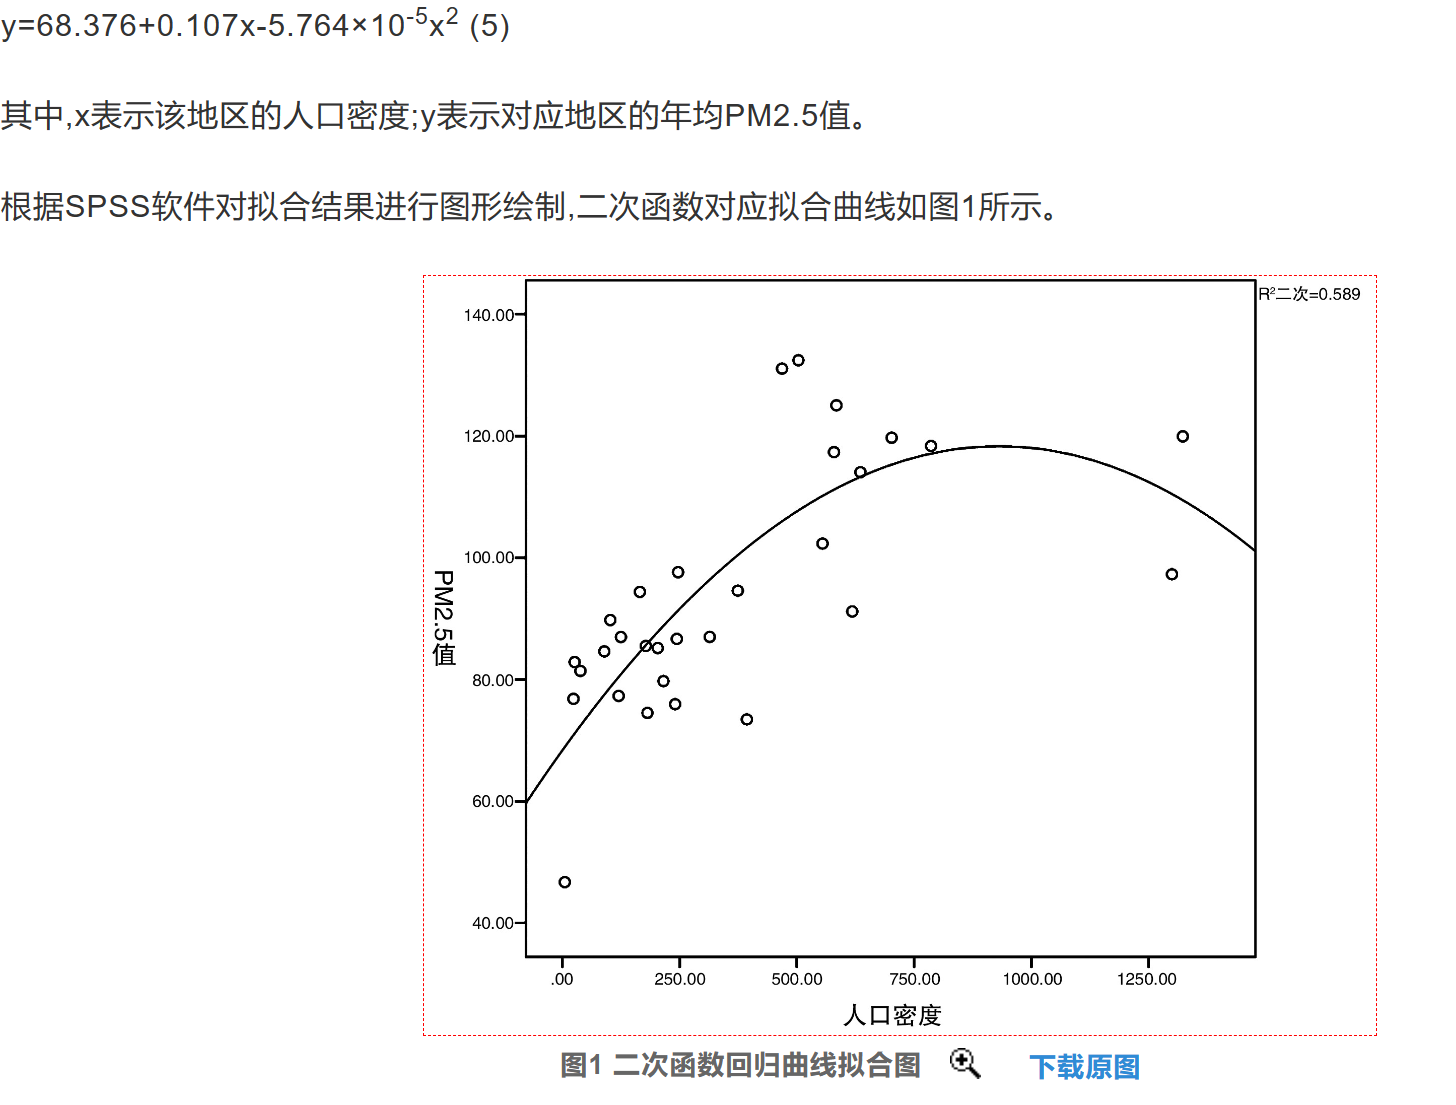 y=68.376+0.107x-5.764×10⁻⁵x² (5)
其中,x表示该地区的人口密度;y表示对应地区的年均PM2.5值。
根据SPSS软件对拟合结果进行图形绘制,二次函数对应拟合曲线如图1所示。
R²二次=0.589
140.00
120.00
100.00
80.00
60.00
40.00
PM2.5值
.00 250.00 500.00 750.00 1000.00 1250.00
人口密度
图1 二次函数回归曲线拟合图 下载原图